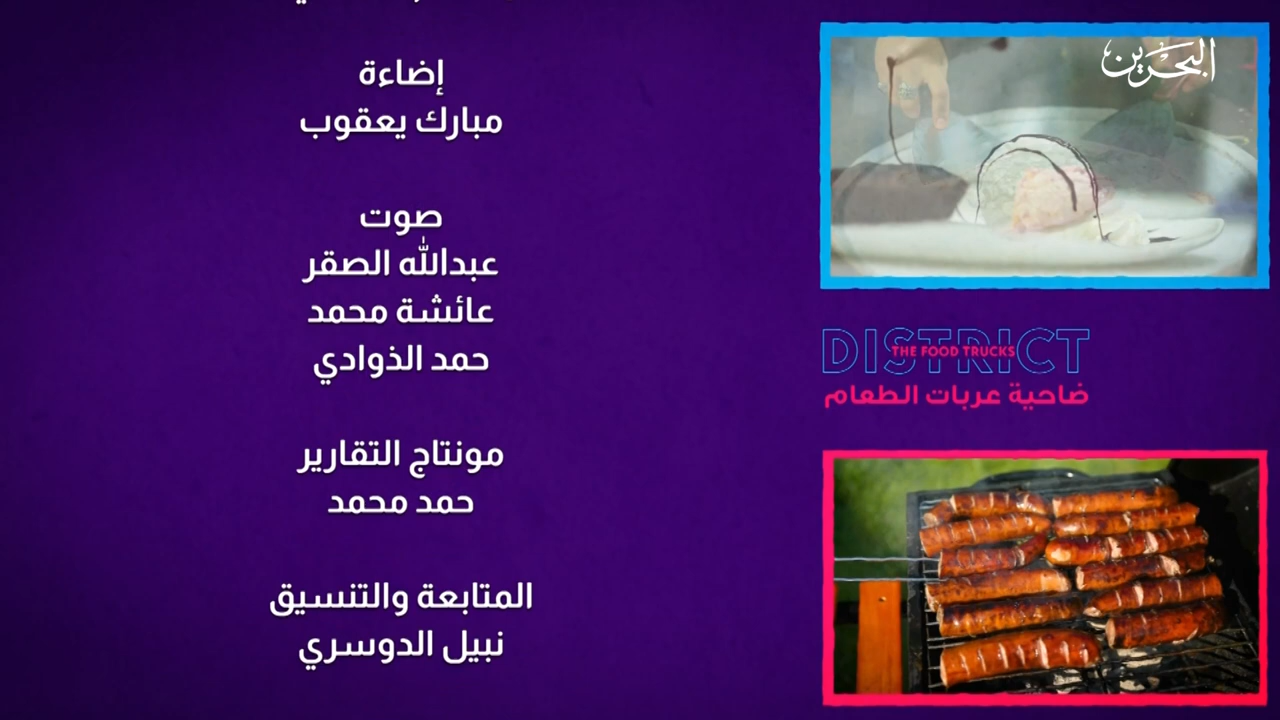 إضاءة
مبارك يعقوب
صوت
عبدالله الصقر
عائشة محمد
حمد الذوادي
مونتاج التقارير
حمد محمد
المتابعة والتنسيق
نبيل الدوسري
البحرين
DISTRICT
THE FOOD TRUCKS
ضاحية عربات الطعام